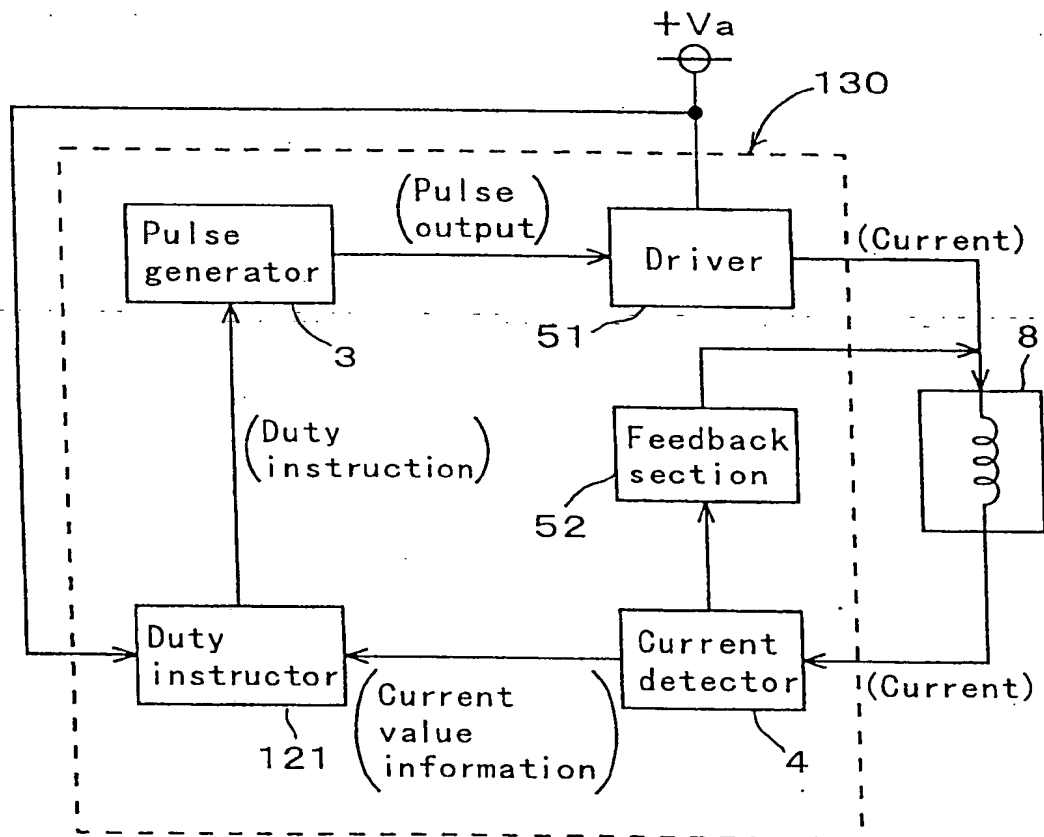 +Va
130
(Pulse
output)
Pulse
generator
Driver
(Current)
51
3
8
(Duty
instruction)
Feedback
section
52
Duty
instructor
Current
detector
(Current)
(Current
value
information)
121
4